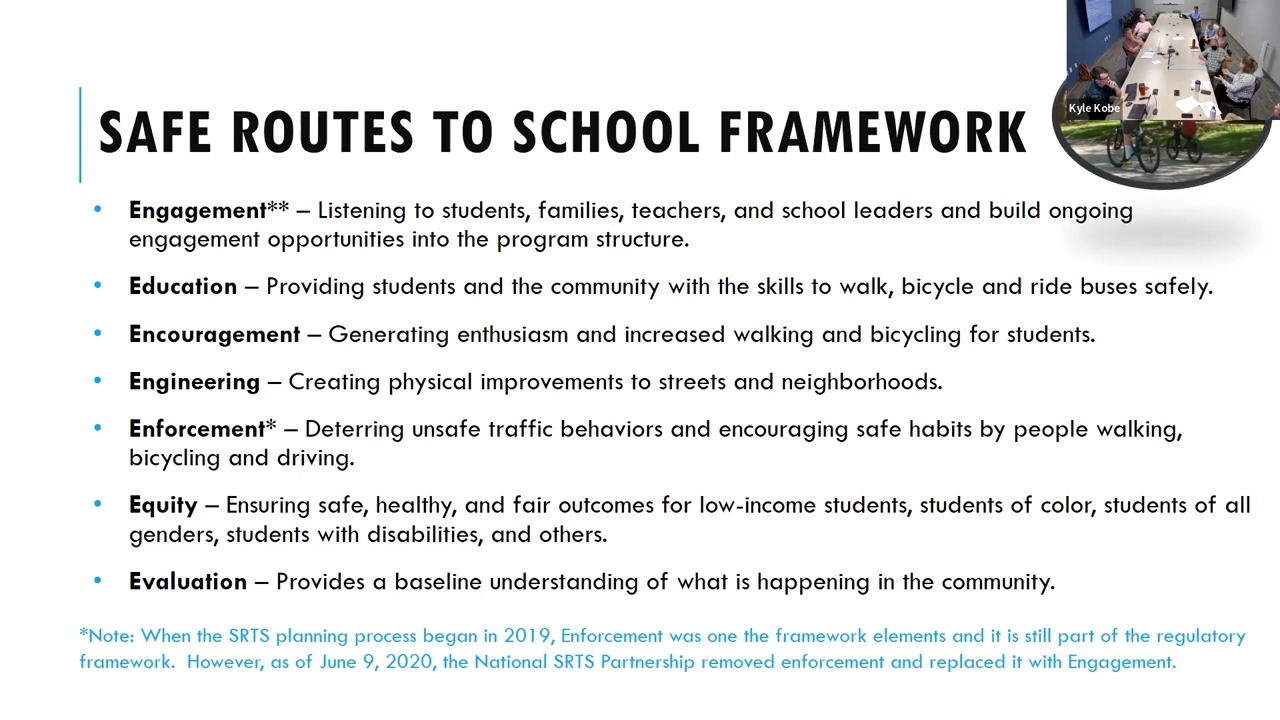 Kyle Kobe
SAFE ROUTES TO SCHOOL FRAMEWORK
• Engagement** – Listening to students, families, teachers, and school leaders and build ongoing
engagement opportunities into the program structure.
• Education – Providing students and the community with the skills to walk, bicycle and ride buses safely.
• Encouragement – Generating enthusiasm and increased walking and bicycling for students.
• Engineering – Creating physical improvements to streets and neighborhoods.
• Enforcement* – Deterring unsafe traffic behaviors and encouraging safe habits by people walking,
bicycling and driving.
• Equity – Ensuring safe, healthy, and fair outcomes for low-income students, students of color, students of all
genders, students with disabilities, and others.
• Evaluation – Provides a baseline understanding of what is happening in the community.
*Note: When the SRTS planning process began in 2019, Enforcement was one the framework elements and it is still part of the regulatory
framework. However, as of June 9, 2020, the National SRTS Partnership removed enforcement and replaced it with Engagement.